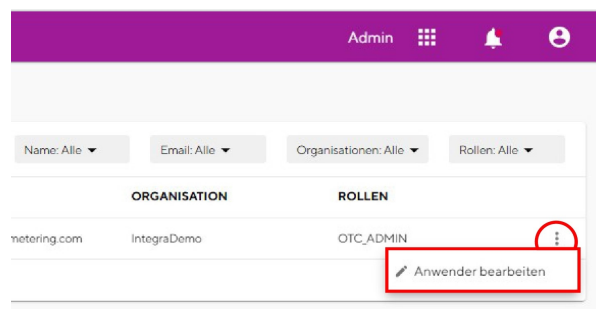 Admin
Name: Alle Email: Alle Organisationen: Alle Rollen: Alle
ORGANISATION ROLLEN
metering.com IntegraDemo OTC_ADMIN
Anwender bearbeiten